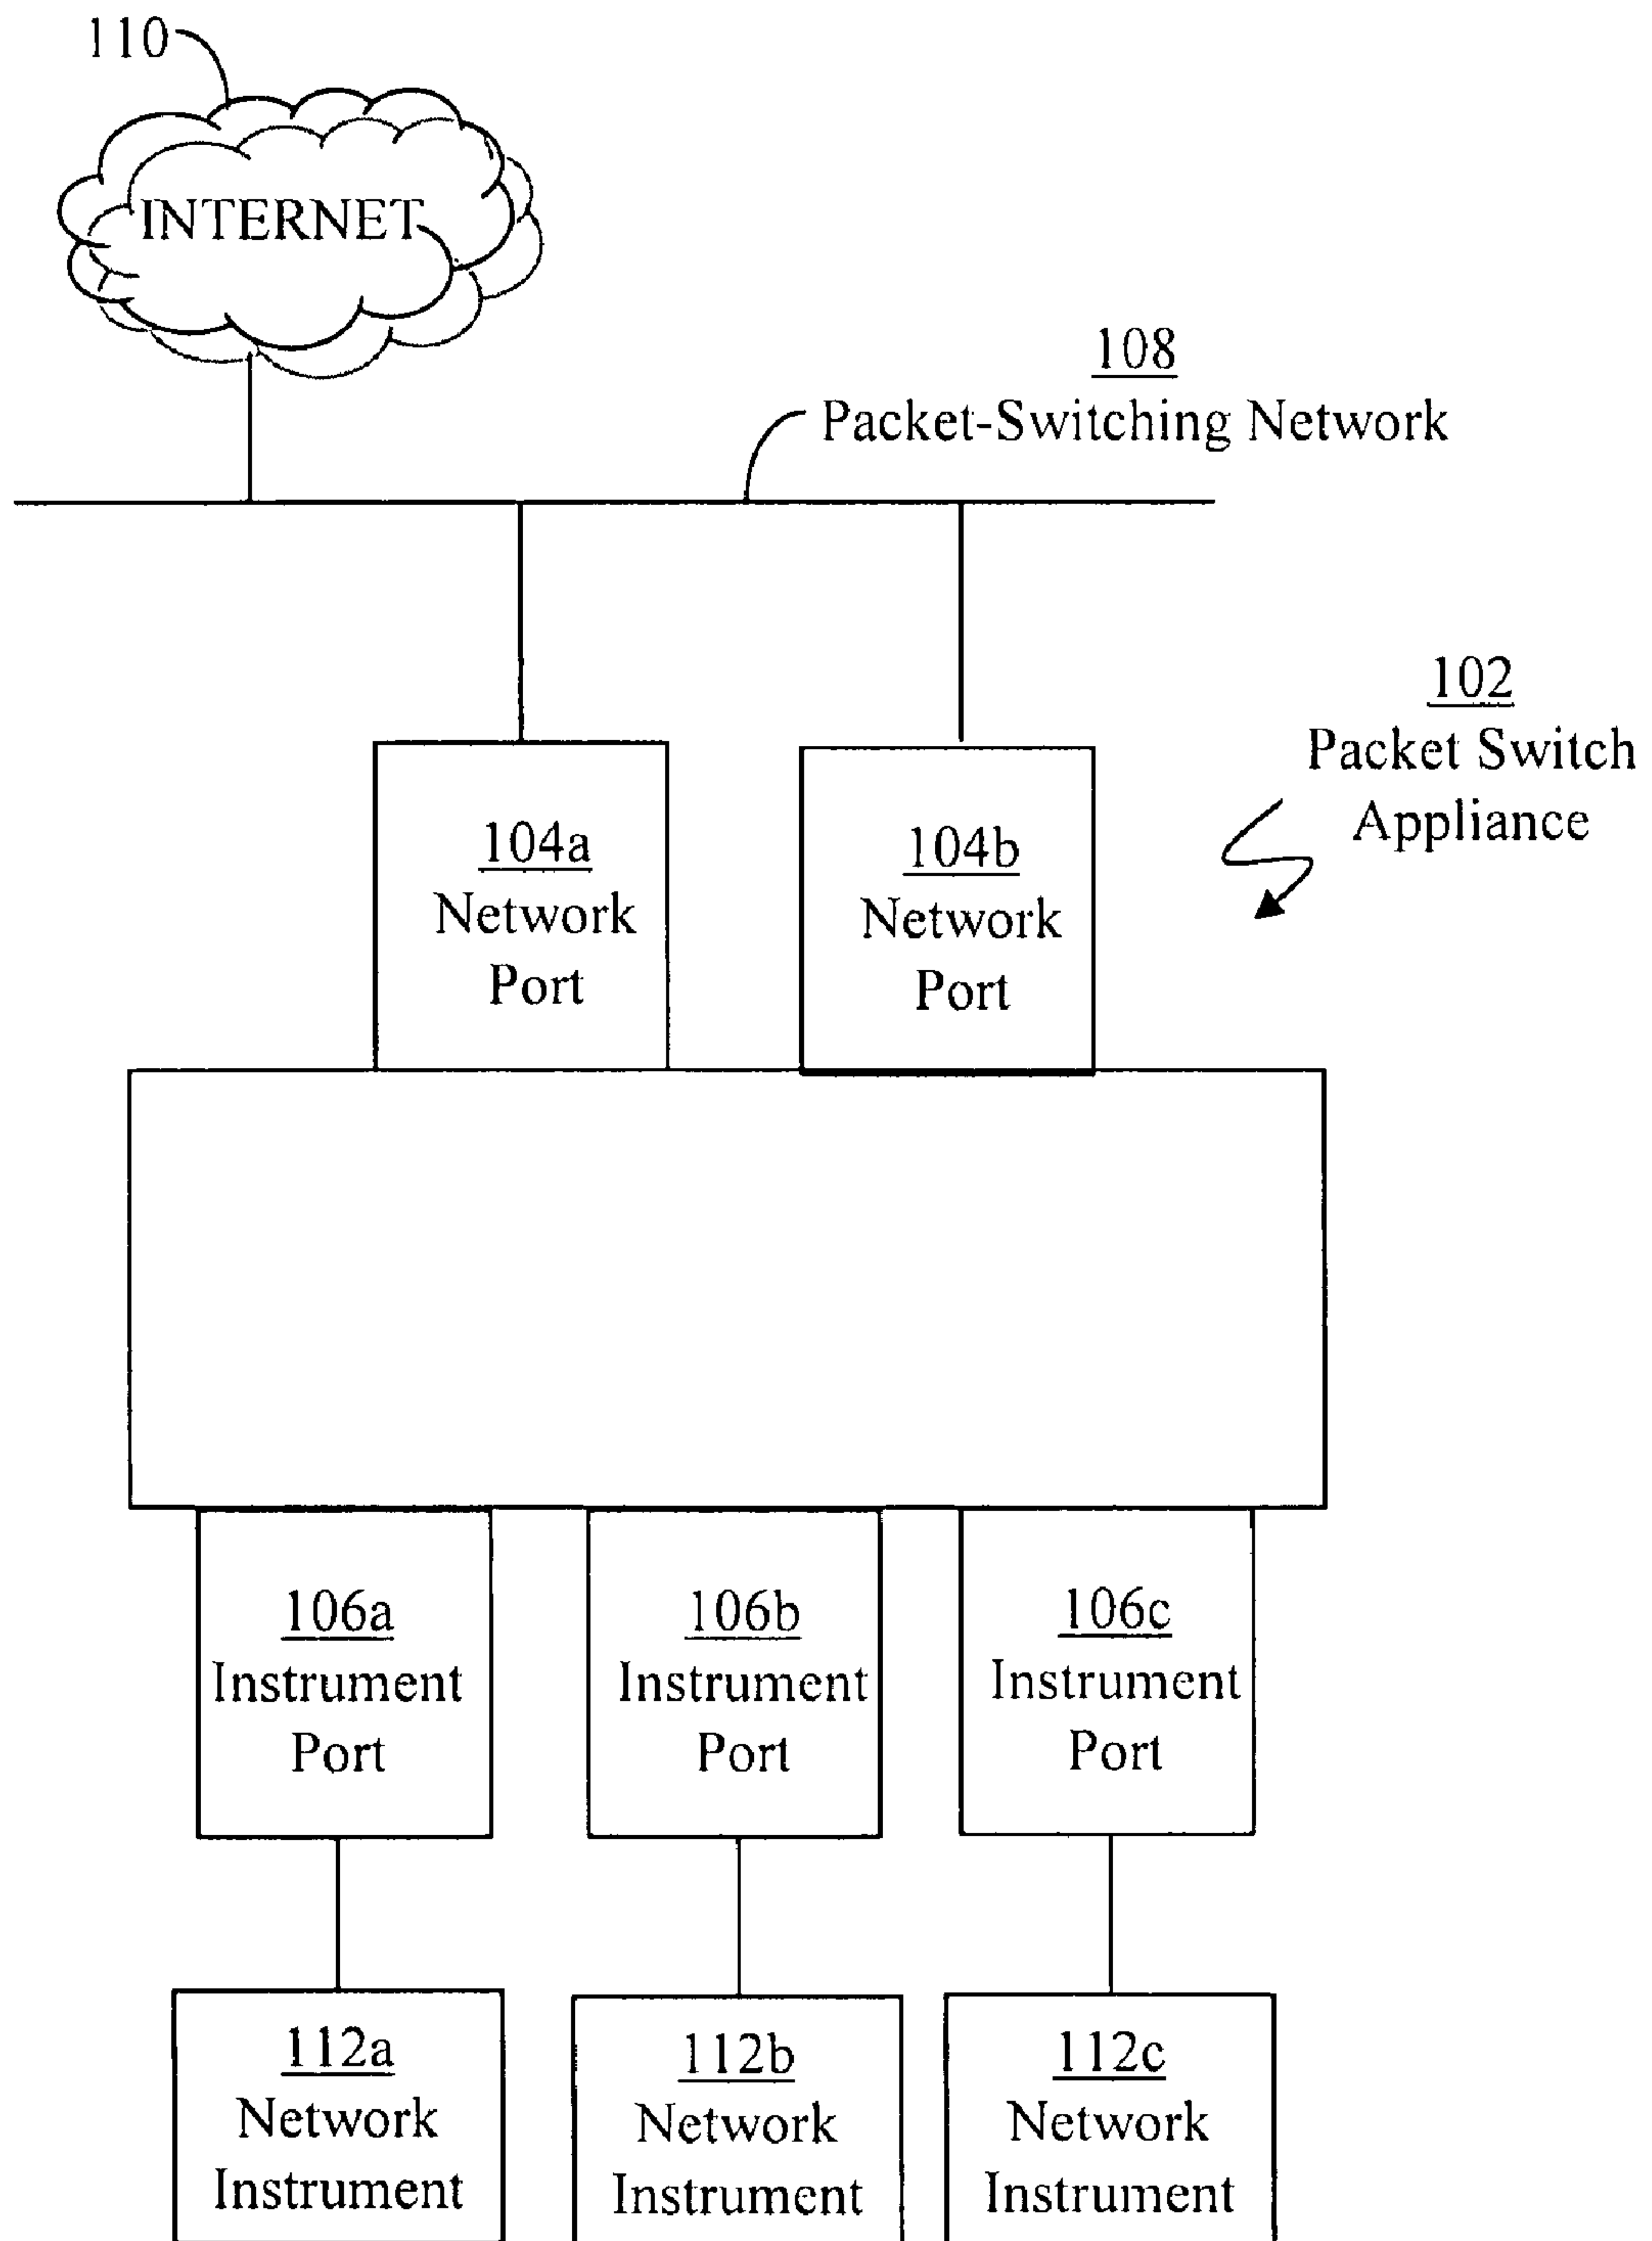 110
INTERNET
108
Packet-Switching Network
102
Packet Switch
Appliance
104a
Network
Port
104b
Network
Port
106a
Instrument
Port
106b
Instrument
Port
106c
Instrument
Port
112a
Network
Instrument
112b
Network
Instrument
112c
Network
Instrument